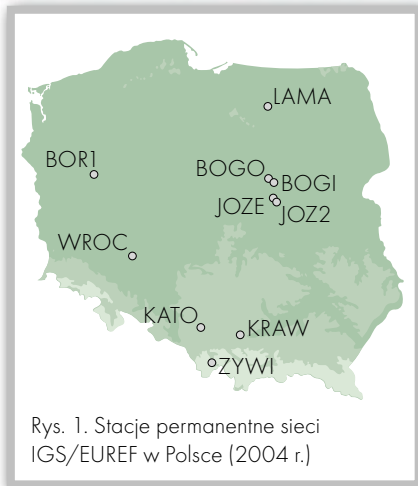 LAMA
BOR1
BOGO
BOGI
JOZE
JOZ2
WROC
KATO
KRAW
ZYWI
Rys. 1. Stacje permanentne sieci
IGS/EUREF w Polsce (2004 r.)